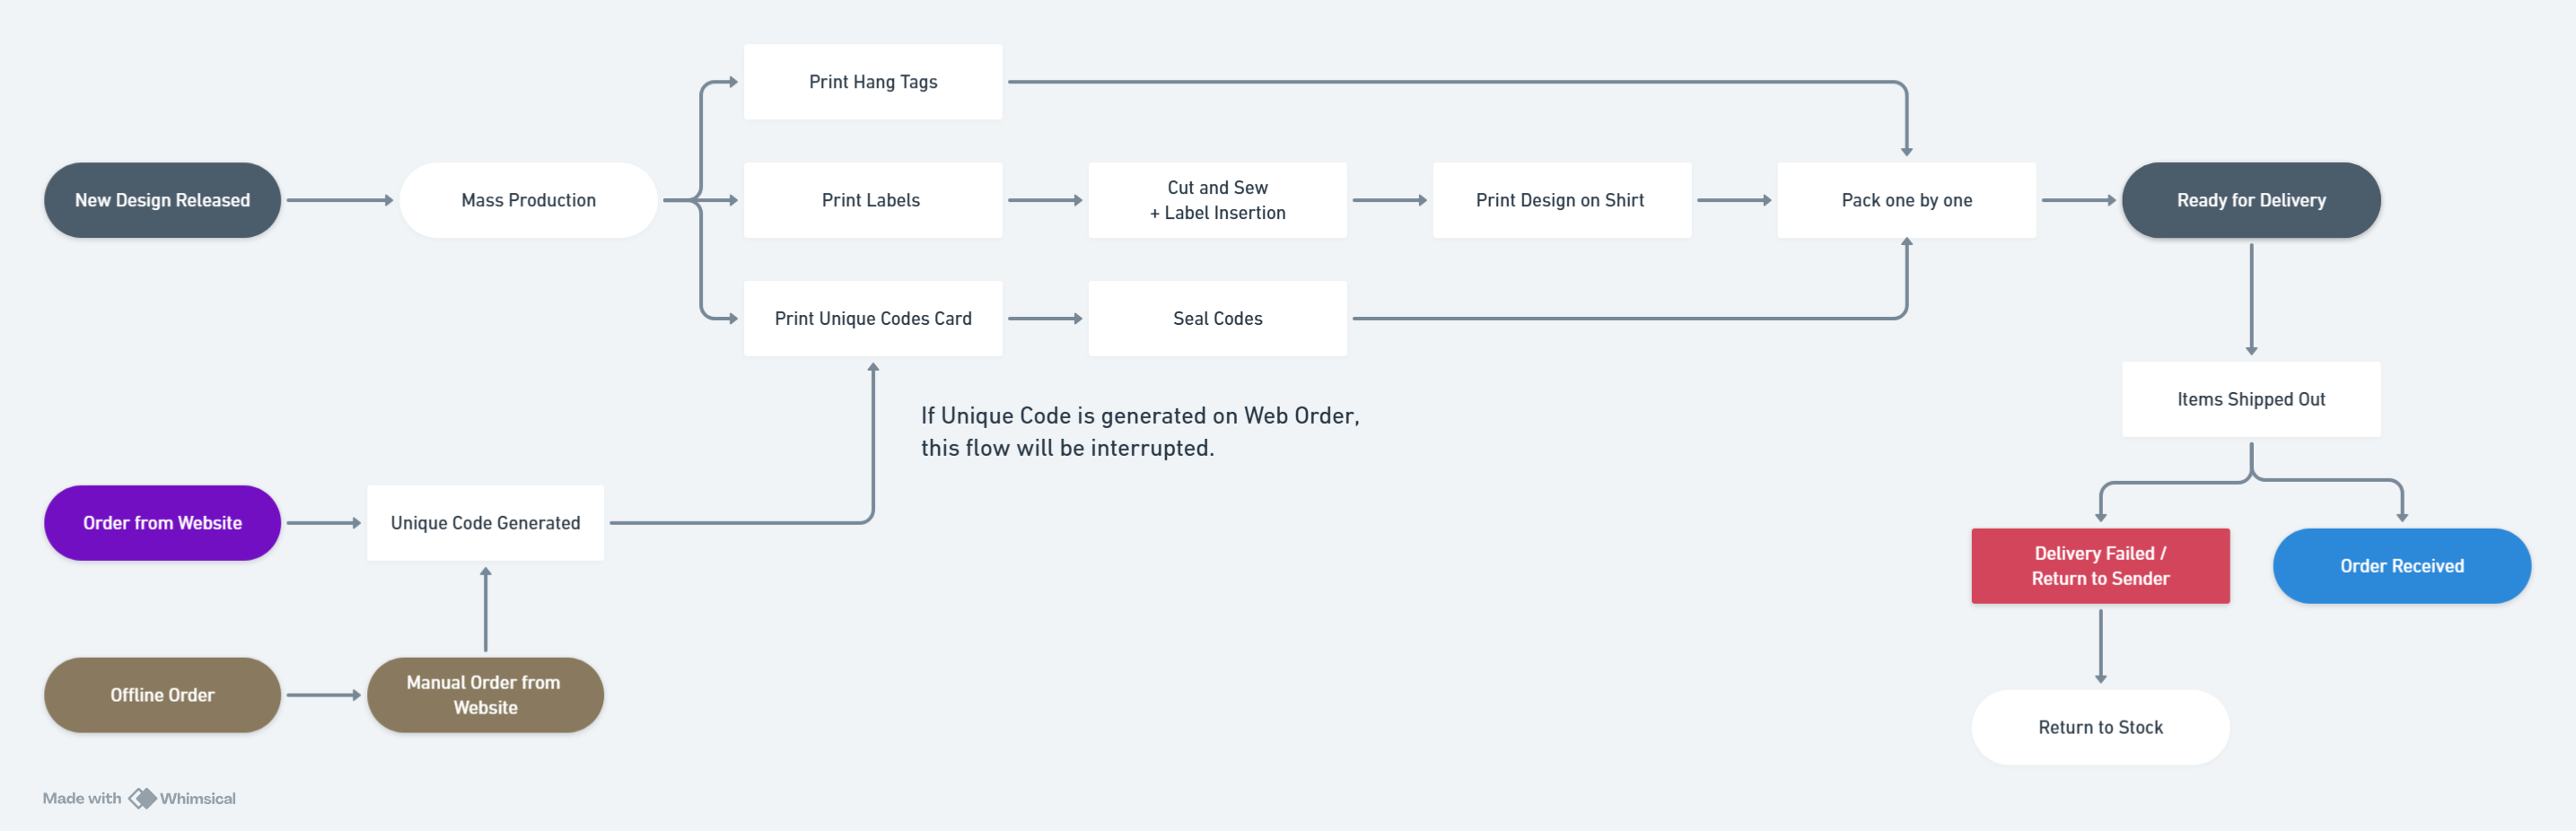 Print Hang Tags
New Design Released
Mass Production
Print Labels
Cut and Sew
+ Label Insertion
Print Design on Shirt
Pack one by one
Ready for Delivery
Print Unique Codes Card
Seal Codes
If Unique Code is generated on Web Order,
this flow will be interrupted.
Items Shipped Out
Order from Website
Unique Code Generated
Delivery Failed /
Return to Sender
Order Received
Offline Order
Manual Order from
Website
Return to Stock
Made with Whimsical